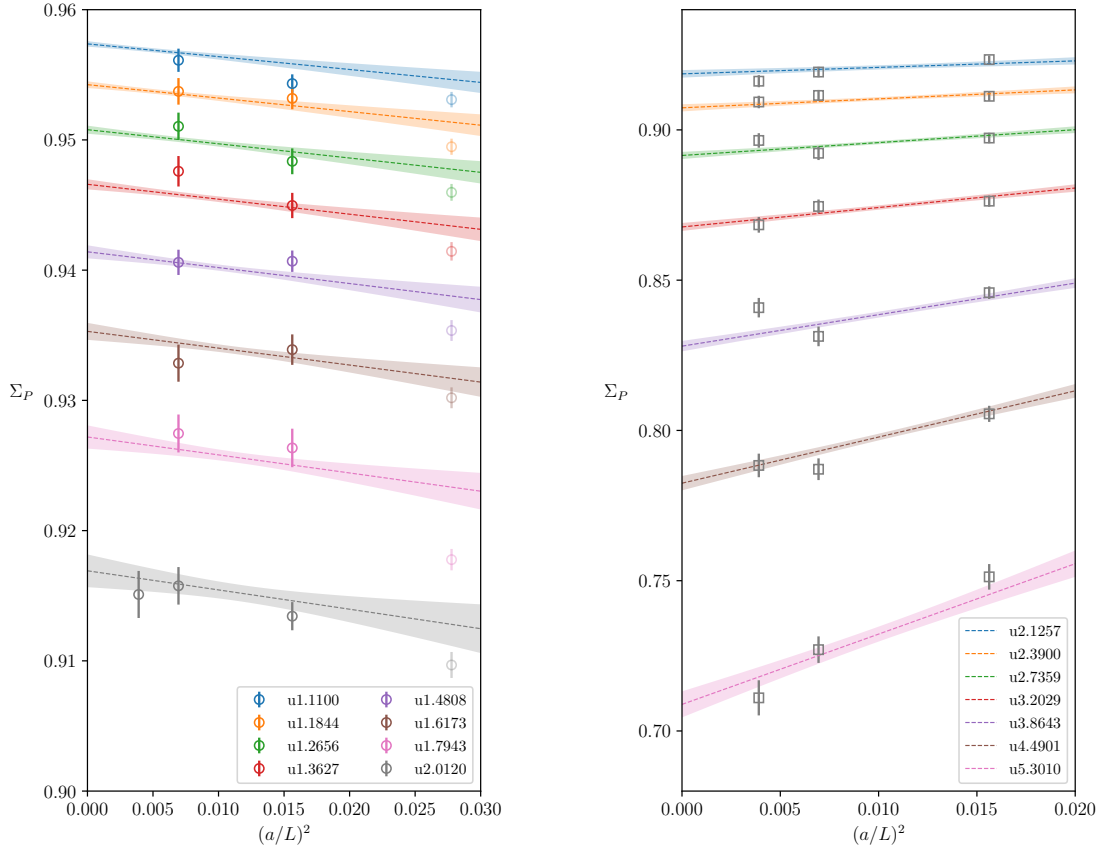 0.96
0.95
0.94
0.93
0.92
0.91
0.90
Σ_P
0.000 0.005 0.010 0.015 0.020 0.025 0.030
(a/L)²
u1.1100 u1.4808
u1.1844 u1.6173
u1.2656 u1.7943
u1.3627 u2.0120
0.90
0.85
0.80
0.75
0.70
Σ_P
0.000 0.005 0.010 0.015 0.020
(a/L)²
u2.1257
u2.3900
u2.7359
u3.2029
u3.8643
u4.4901
u5.3010